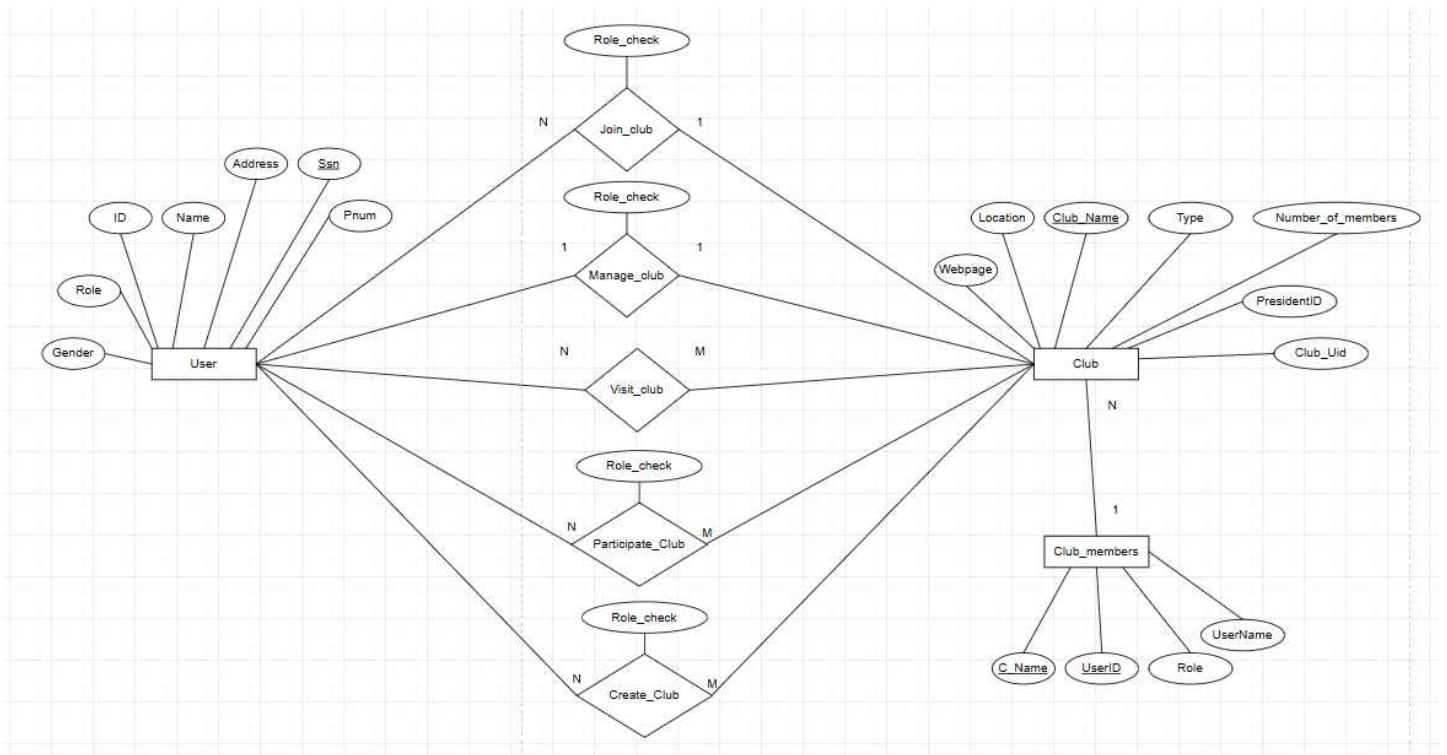 Role_check
Join_club
N
1
Address
Ssn
ID
Name
Pnum
Role
Gender
User
Role_check
Manage_club
1
1
Visit_club
N
M
Role_check
Participate_Club
N
M
Role_check
Create_Club
N
M
Location
Club_Name
Type
Number_of_members
Webpage
PresidentID
Club_Uid
Club
N
1
Club_members
UserName
C_Name
UserID
Role